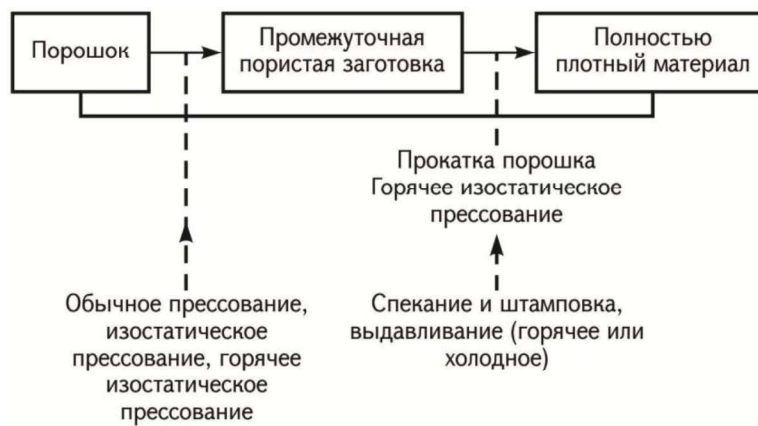 Порошок
Промежуточная
пористая заготовка
Полностью
плотный материал
Прокатка порошка
Горячее изостатическое
прессование
Обычное прессование,
изостатическое
прессование, горячее
изостатическое
прессование
Спекание и штамповка,
выдавливание (горячее или
холодное)